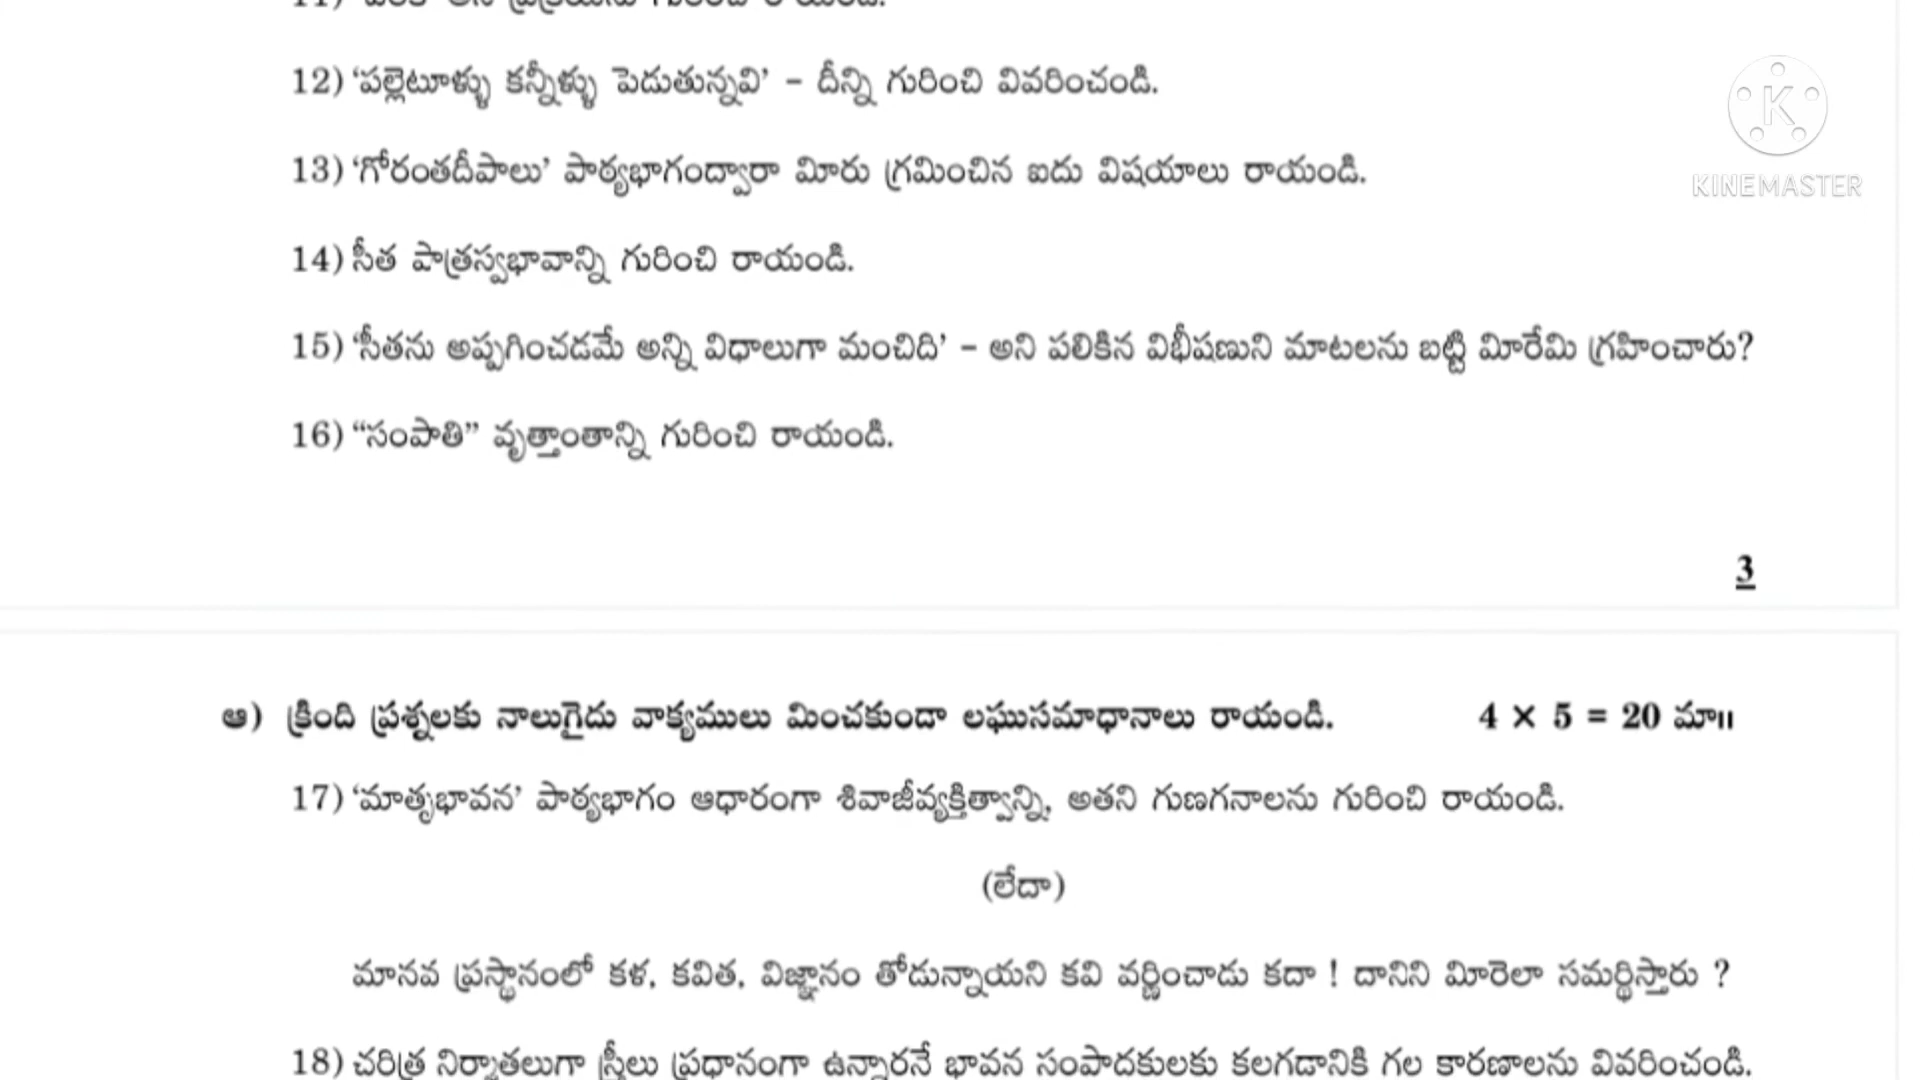 12) ‘పల్లెటూళ్ళు కన్నీళ్ళు పెడుతున్నవి’ – దీన్ని గురించి వివరించండి.
13) ‘గోరంతదీపాలు’ పాఠ్యభాగంద్వారా మీరు గ్రమించిన ఐదు విషయాలు రాయండి.
KINEMASTER
14) సీత పాత్రస్వభావాన్ని గురించి రాయండి.
15) ‘సీతను అప్పగించడమే అన్ని విధాలుగా మంచిది’ – అని పలికిన విభీషణుని మాటలను బట్టి మీరేమి గ్రహించారు?
16) “సంపాతి” వృత్తాంతాన్ని గురించి రాయండి.
3
ఆ) క్రింది ప్రశ్నలకు నాలుగైదు వాక్యములు మించకుండా లఘుసమాధానాలు రాయండి. 4 × 5 = 20 మా॥
17) ‘మాతృభావన’ పాఠ్యభాగం ఆధారంగా శివాజీవ్యక్తిత్వాన్ని, అతని గుణగనాలను గురించి రాయండి.
(లేదా)
మానవ ప్రస్థానంలో కళ, కవిత, విజ్ఞానం తోడున్నాయని కవి వర్ణించాడు కదా ! దానిని మీరెలా సమర్థిస్తారు ?
18) చరిత్ర నిర్మాతలుగా స్త్రీలు ప్రధానంగా ఉన్నారనే భావన సంపాదకులకు కలగడానికి గల కారణాలను వివరించండి.